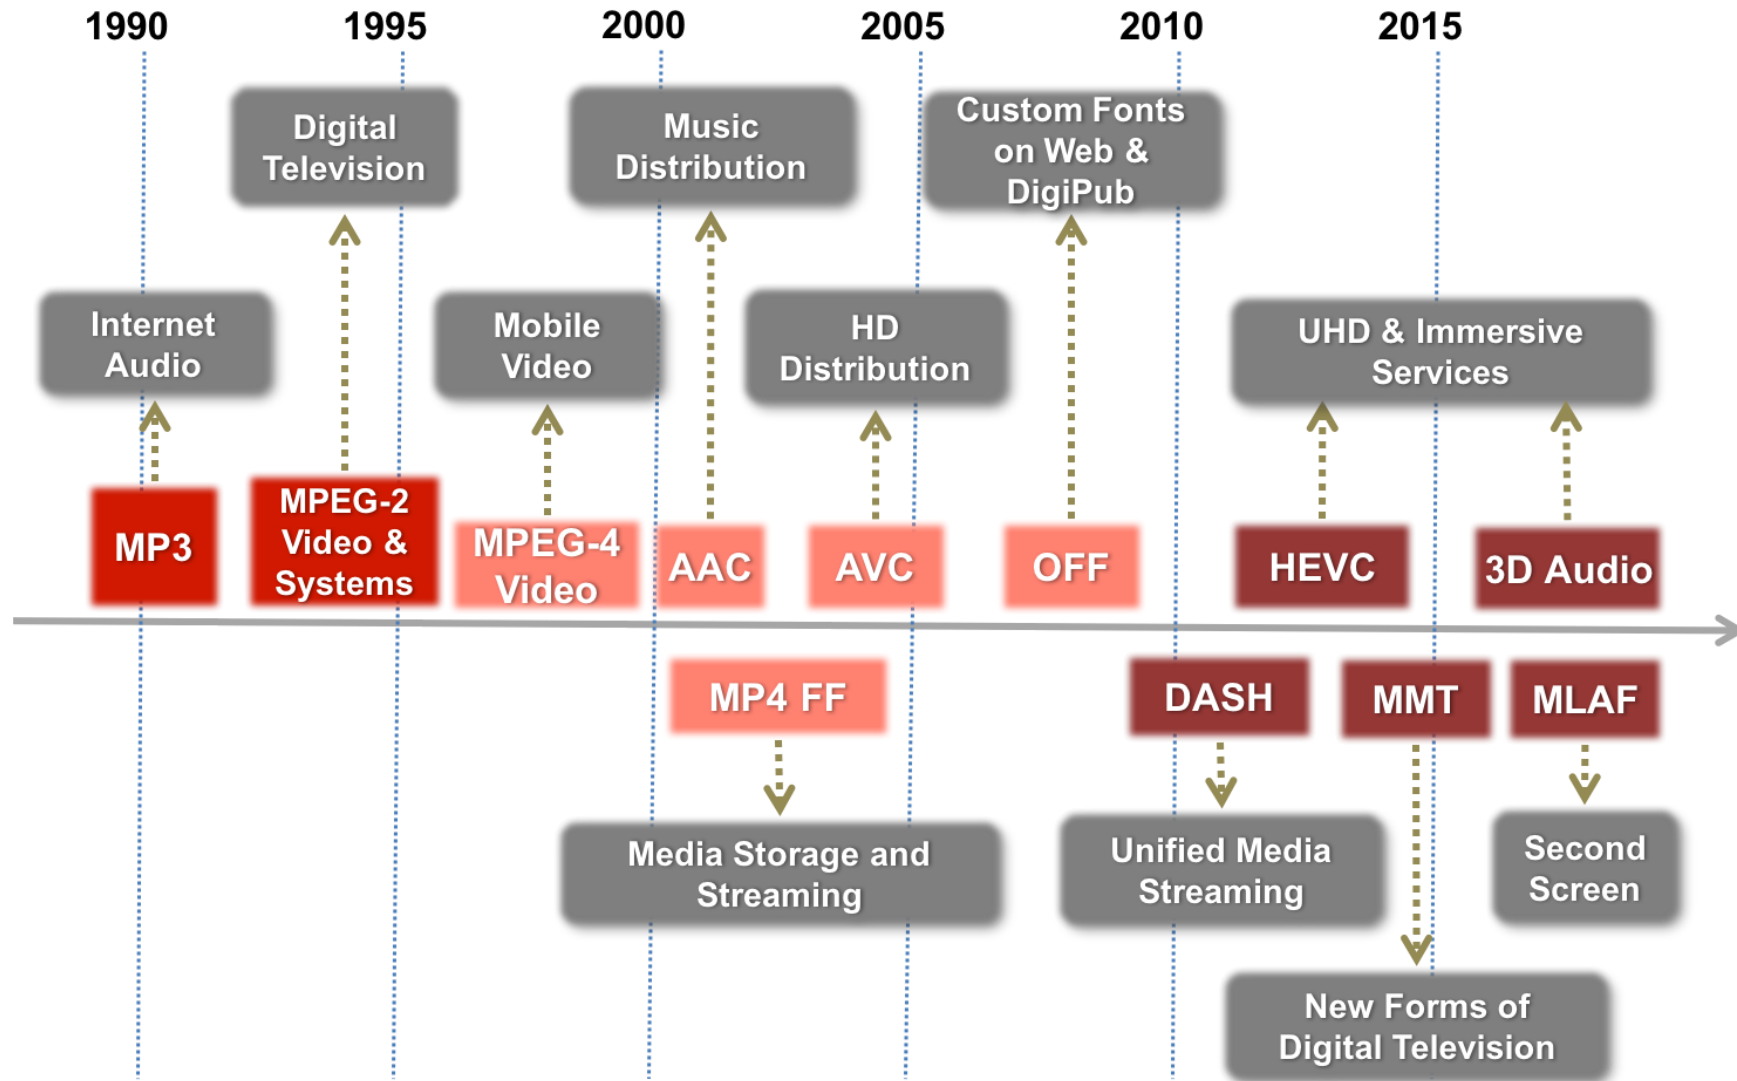 1990
1995
2000
2005
2010
2015
Digital
Television
Music
Distribution
Custom Fonts
on Web &
DigiPub
Internet
Audio
Mobile
Video
HD
Distribution
UHD & Immersive
Services
MP3
MPEG-2
Video &
Systems
MPEG-4
Video
AAC
AVC
OFF
HEVC
3D Audio
MP4 FF
DASH
MMT
MLAF
Media Storage and
Streaming
Unified Media
Streaming
Second
Screen
New Forms of
Digital Television